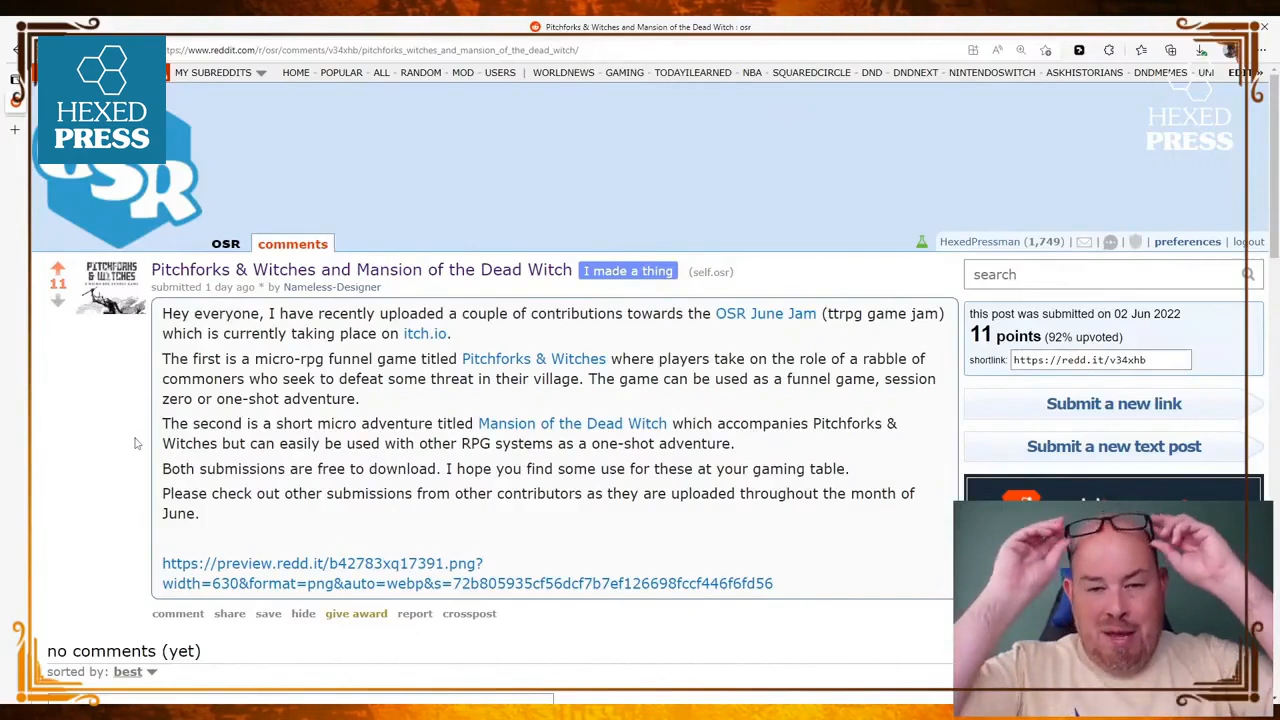 Pitchforks & Witches and Mansion of the Dead Witch : osr
https://www.reddit.com/r/osr/comments/v34xhb/pitchforks_witches_and_mansion_of_the_dead_witch/
MY SUBREDDITS HOME - POPULAR - ALL - RANDOM - MOD - USERS | WORLDNEWS - GAMING - TODAYILEARNED - NBA - SQUAREDCIRCLE - DND - DNDNEXT - NINTENDOSWITCH - ASKHISTORIANS - DNDMEMES - UNI EDIT »
HEXED
PRESS
HEXED
PRESS
OSR
OSR comments
HexedPressman (1,749) | preferences | logout
PITCHFORKS
& WITCHES
Pitchforks & Witches and Mansion of the Dead Witch I made a thing (self.osr)
submitted 1 day ago * by Nameless-Designer
11
Hey everyone, I have recently uploaded a couple of contributions towards the OSR June Jam (ttrpg game jam)
which is currently taking place on itch.io.
The first is a micro-rpg funnel game titled Pitchforks & Witches where players take on the role of a rabble of
commoners who seek to defeat some threat in their village. The game can be used as a funnel game, session
zero or one-shot adventure.
The second is a short micro adventure titled Mansion of the Dead Witch which accompanies Pitchforks &
Witches but can easily be used with other RPG systems as a one-shot adventure.
Both submissions are free to download. I hope you find some use for these at your gaming table.
Please check out other submissions from other contributors as they are uploaded throughout the month of
June.
https://preview.redd.it/b42783xq17391.png?
width=630&format=png&auto=webp&s=72b805935cf56dcf7b7ef126698fccf446f6fd56
comment share save hide give award report crosspost
no comments (yet)
sorted by: best
search
this post was submitted on 02 Jun 2022
11 points (92% upvoted)
shortlink: https://redd.it/v34xhb
Submit a new link
Submit a new text post